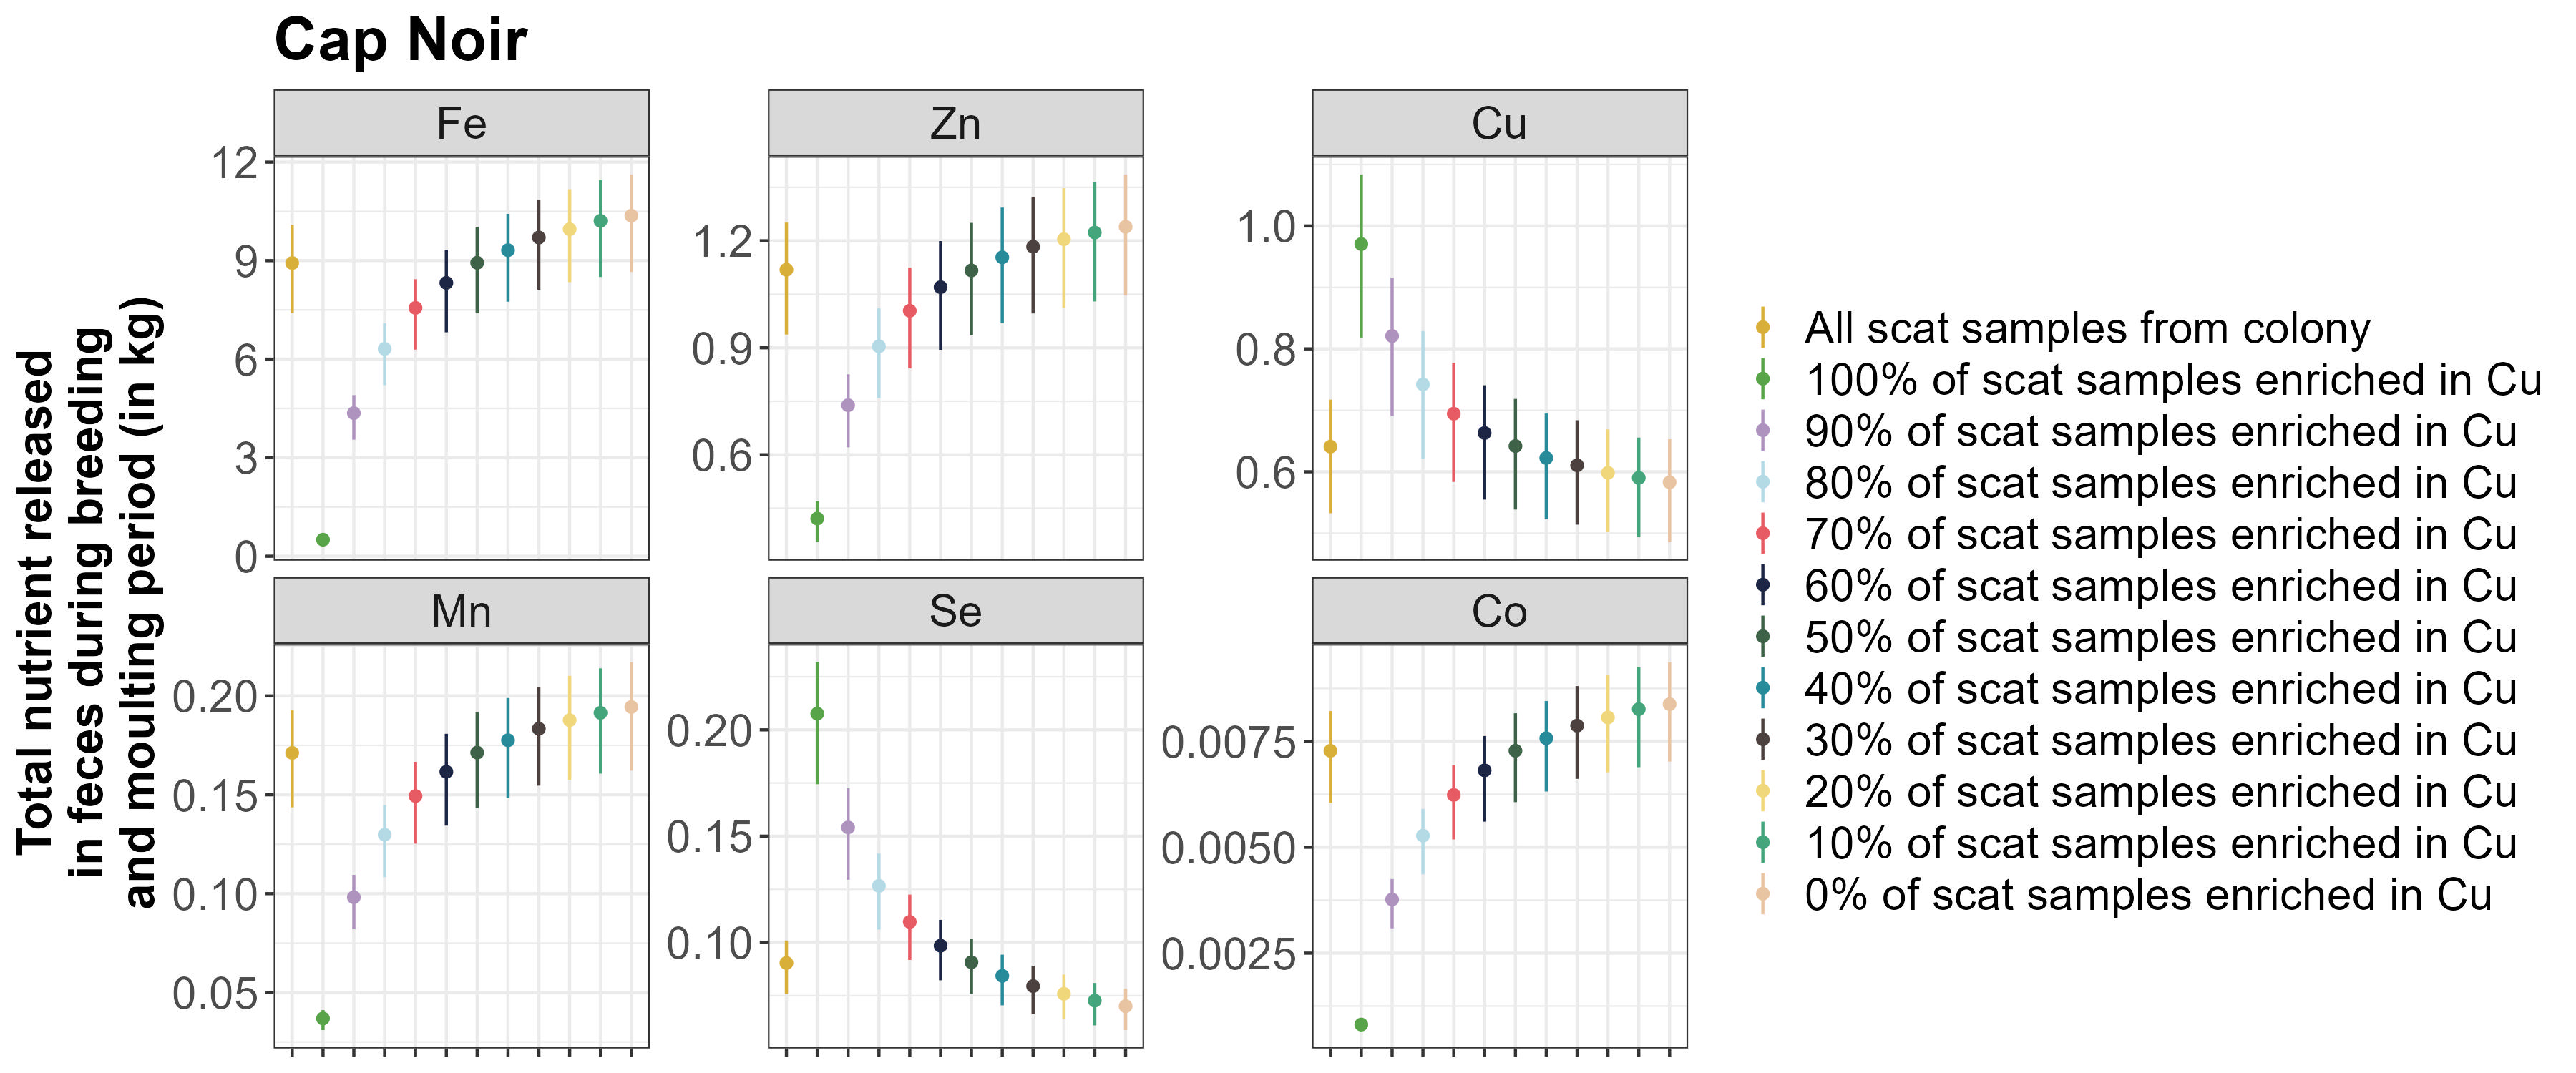 Cap Noir
Fe
Zn
Cu
12
9
6
3
0
1.2
0.9
0.6
1.0
0.8
0.6
Mn
Se
Co
0.20
0.15
0.10
0.05
0.20
0.15
0.10
0.0075
0.0050
0.0025
Total nutrient released
in feces during breeding
and moulting period (in kg)
All scat samples from colony
100% of scat samples enriched in Cu
90% of scat samples enriched in Cu
80% of scat samples enriched in Cu
70% of scat samples enriched in Cu
60% of scat samples enriched in Cu
50% of scat samples enriched in Cu
40% of scat samples enriched in Cu
30% of scat samples enriched in Cu
20% of scat samples enriched in Cu
10% of scat samples enriched in Cu
0% of scat samples enriched in Cu